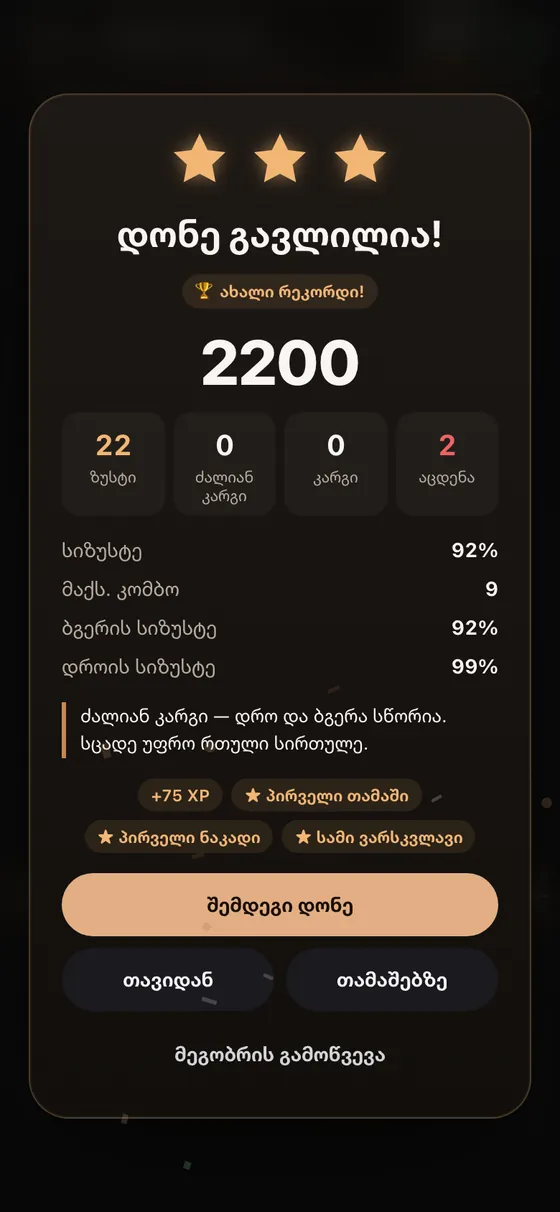 დონე გავლილია!
🏆 ახალი რეკორდი!
2200
22 0 0 2
ზუსტი ძალიან კარგი კარგი აცდენა
სიზუსტე 92%
მაქს. კომბო 9
ბგერის სიზუსტე 92%
დროის სიზუსტე 99%
ძალიან კარგი — დრო და ბგერა სწორია.
სცადე უფრო რთული სირთულე.
+75 XP ★ პირველი თამაში
★ პირველი ნაკადი ★ სამი ვარსკვლავი
შემდეგი დონე
თავიდან თამაშებზე
მეგობრის გამოწვევა